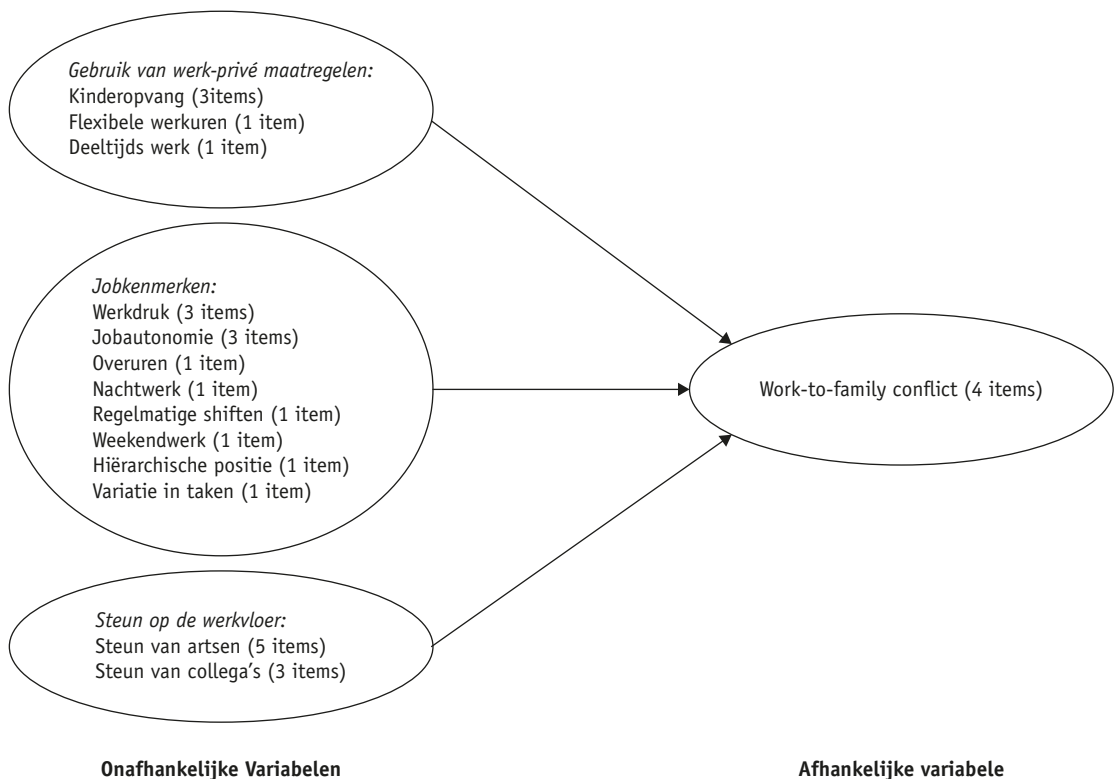 Gebruik van werk-privé maatregelen:
Kinderopvang (3items)
Flexibele werkuren (1 item)
Deeltijds werk (1 item)
Jobkenmerken:
Werkdruk (3 items)
Jobautonomie (3 items)
Overuren (1 item)
Nachtwerk (1 item)
Regelmatige shiften (1 item)
Weekendwerk (1 item)
Hiërarchische positie (1 item)
Variatie in taken (1 item)
Work-to-family conflict (4 items)
Steun op de werkvloer:
Steun van artsen (5 items)
Steun van collega's (3 items)
Onafhankelijke Variabelen
Afhankelijke variabele